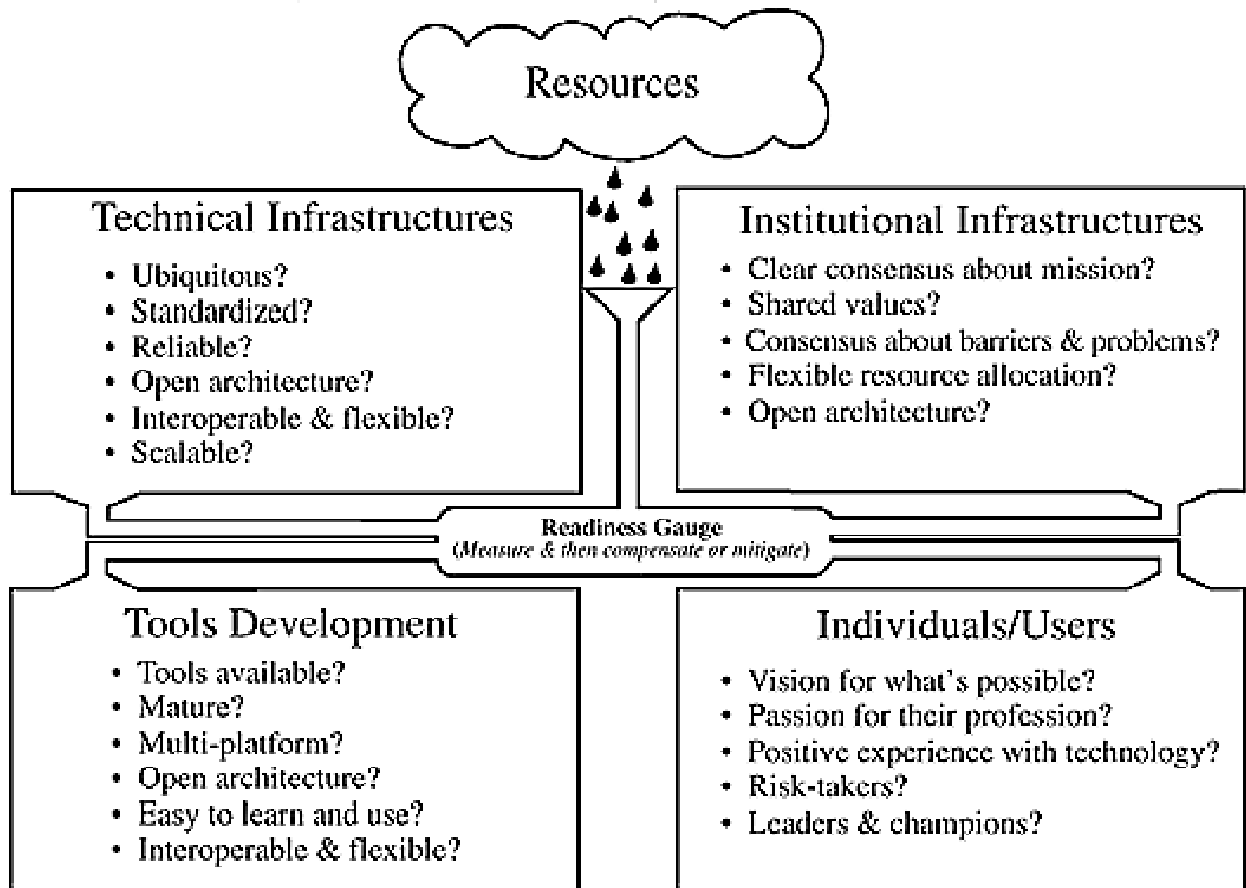 Resources
Technical Infrastructures
• Ubiquitous?
• Standardized?
• Reliable?
• Open architecture?
• Interoperable & flexible?
• Scalable?
Institutional Infrastructures
• Clear consensus about mission?
• Shared values?
• Consensus about barriers & problems?
• Flexible resource allocation?
• Open architecture?
Readiness Gauge
(Measure & then compensate or mitigate)
Tools Development
• Tools available?
• Mature?
• Multi-platform?
• Open architecture?
• Easy to learn and use?
• Interoperable & flexible?
Individuals/Users
• Vision for what's possible?
• Passion for their profession?
• Positive experience with technology?
• Risk-takers?
• Leaders & champions?